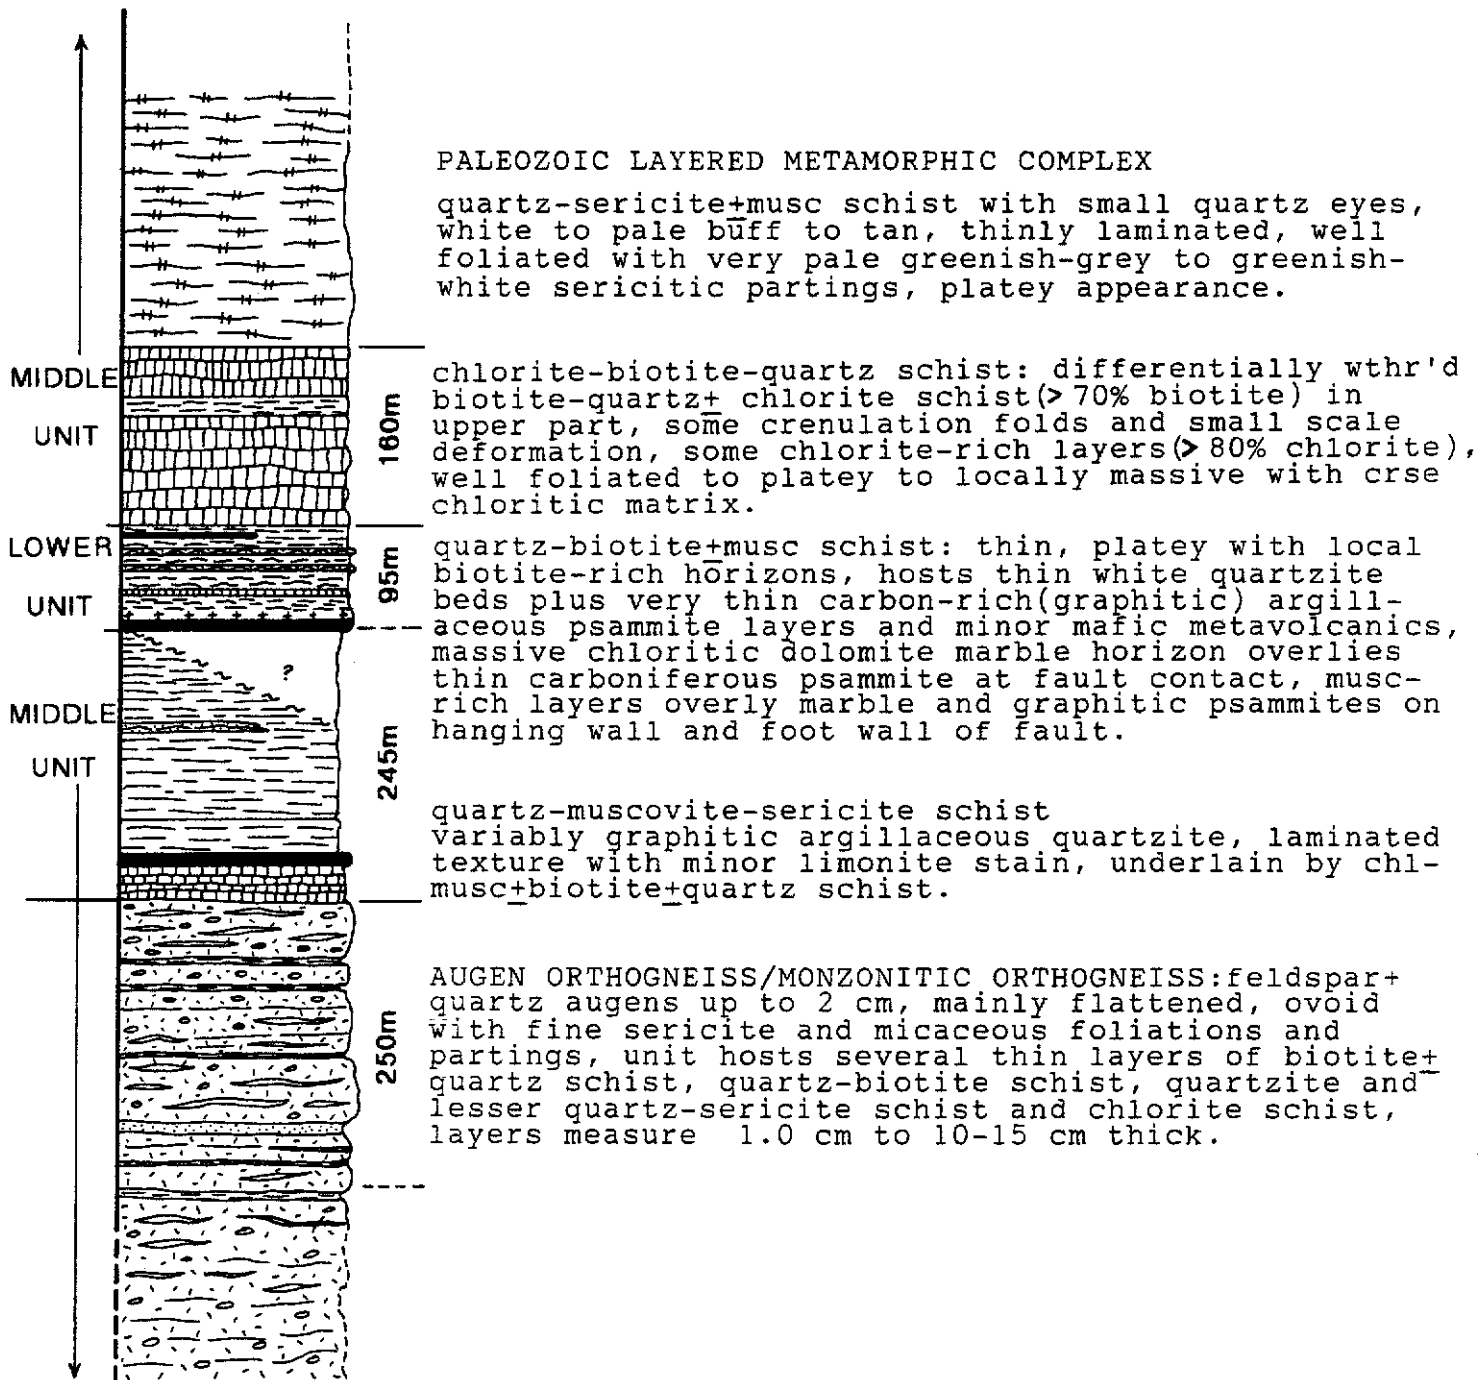 PALEOZOIC LAYERED METAMORPHIC COMPLEX
quartz-sericite±musc schist with small quartz eyes,
white to pale buff to tan, thinly laminated, well
foliated with very pale greenish-grey to greenish-
white sericitic partings, platey appearance.
MIDDLE
UNIT
160m
chlorite-biotite-quartz schist: differentially wthr'd
biotite-quartz± chlorite schist(> 70% biotite) in
upper part, some crenulation folds and small scale
deformation, some chlorite-rich layers(> 80% chlorite),
well foliated to platey to locally massive with crse
chloritic matrix.
LOWER
UNIT
95m
quartz-biotite±musc schist: thin, platey with local
biotite-rich horizons, hosts thin white quartzite
beds plus very thin carbon-rich(graphitic) argill-
aceous psammite layers and minor mafic metavolcanics,
massive chloritic dolomite marble horizon overlies
thin carboniferous psammite at fault contact, musc-
rich layers overly marble and graphitic psammites on
hanging wall and foot wall of fault.
?
MIDDLE
UNIT
245m
quartz-muscovite-sericite schist
variably graphitic argillaceous quartzite, laminated
texture with minor limonite stain, underlain by chl-
musc±biotite±quartz schist.
250m
AUGEN ORTHOGNEISS/MONZONITIC ORTHOGNEISS:feldspar+
quartz augens up to 2 cm, mainly flattened, ovoid
with fine sericite and micaceous foliations and
partings, unit hosts several thin layers of biotite±
quartz schist, quartz-biotite schist, quartzite and
lesser quartz-sericite schist and chlorite schist,
layers measure 1.0 cm to 10-15 cm thick.